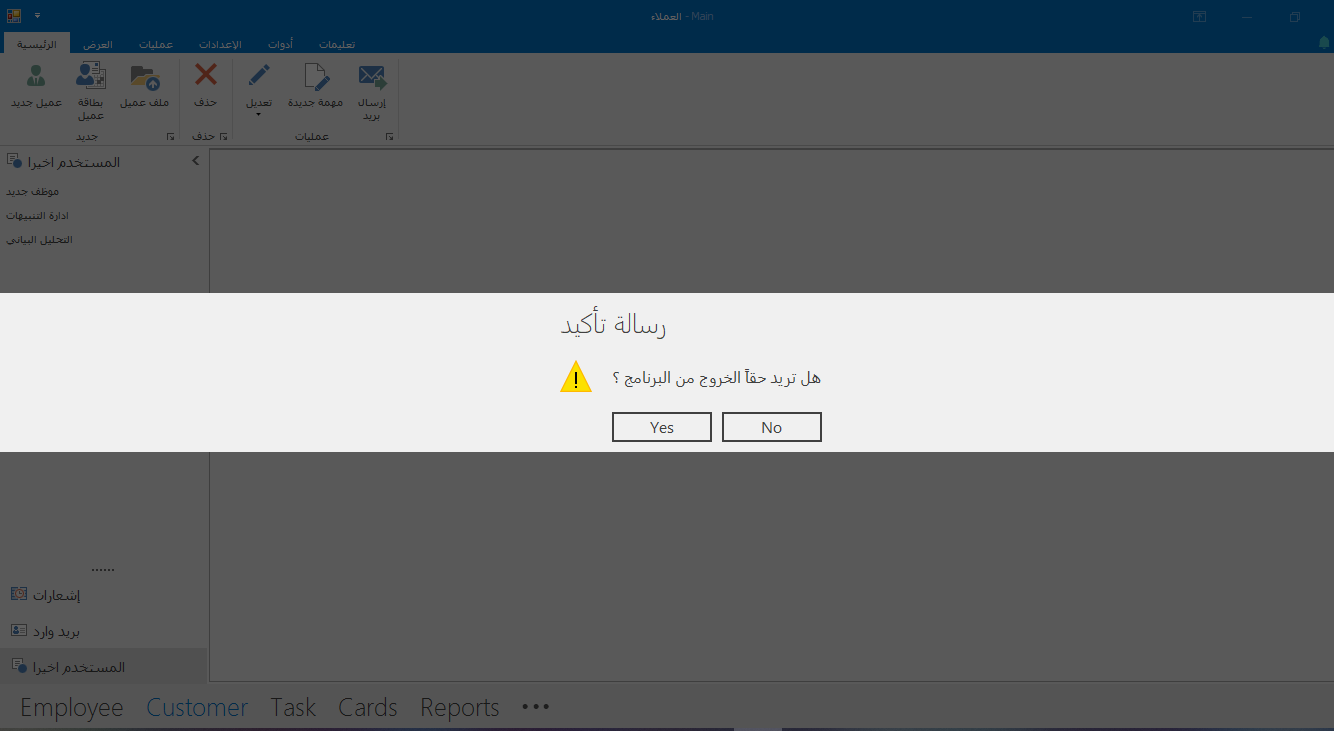 العملاء - Main
الرئيسية
العرض
عمليات
الإعدادات
أدوات
تعليمات
عميل جديد
بطاقة
عميل
ملف عميل
حذف
تعديل
مهمة جديدة
إرسال
بريد
جديد
حذف
عمليات
المستخدم اخيرا
موظف جديد
ادارة التنبيهات
التحليل البياني
رسالة تأكيد
هل تريد حقاً الخروج من البرنامج ؟
Yes
No
إشعارات
بريد وارد
المستخدم اخيرا
Employee
Customer
Task
Cards
Reports